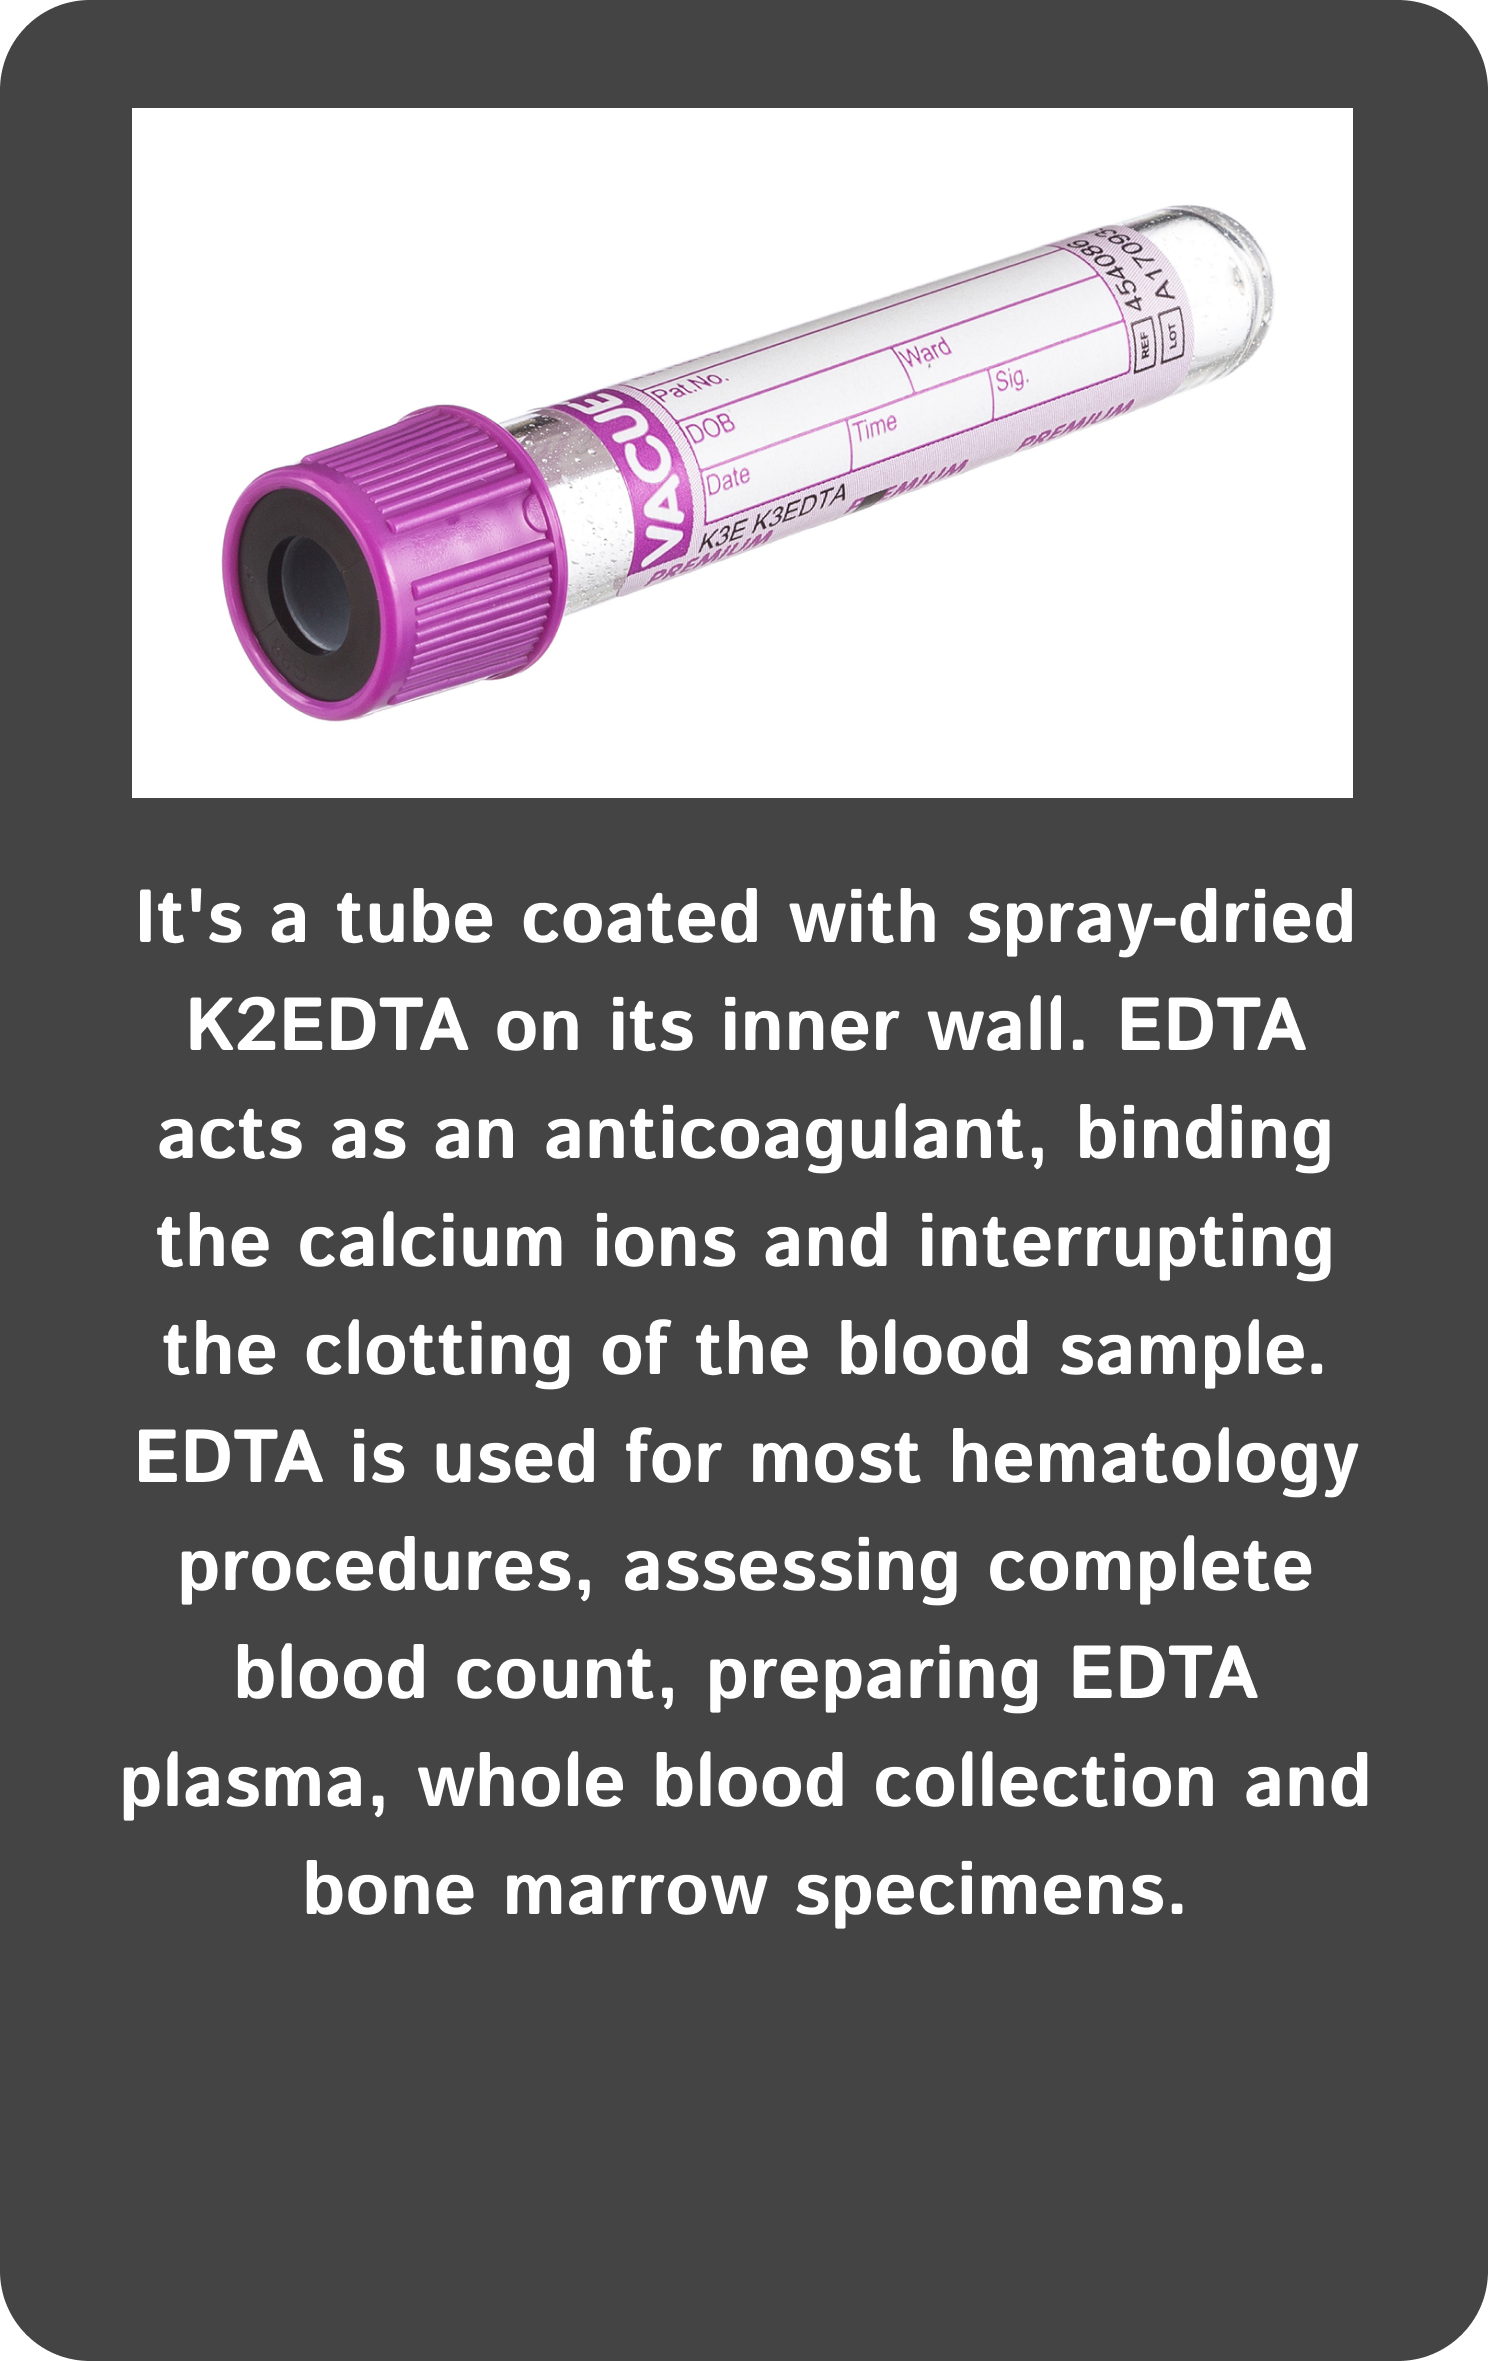 VACUE
Pat.No.
Ward
DOB
Time
Sig.
Date
K3E K3EDTA
PREMIUM
PREMIUM
REF 454086
LOT A17093
It's a tube coated with spray-dried
K2EDTA on its inner wall. EDTA
acts as an anticoagulant, binding
the calcium ions and interrupting
the clotting of the blood sample.
EDTA is used for most hematology
procedures, assessing complete
blood count, preparing EDTA
plasma, whole blood collection and
bone marrow specimens.